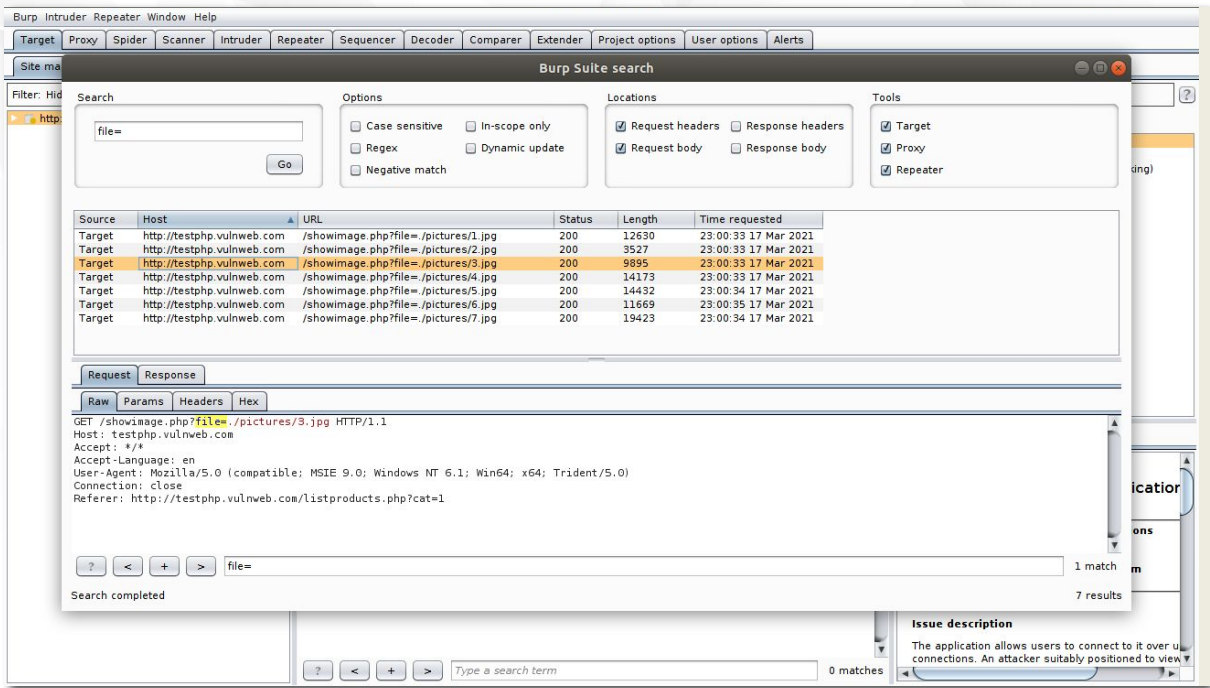 Burp Intruder Repeater Window Help
Target Proxy Spider Scanner Intruder Repeater Sequencer Decoder Comparer Extender Project options User options Alerts
Site ma
Burp Suite search
Filter: Hid
?
http:
Search Options Locations Tools
file=
Case sensitive In-scope only Request headers Response headers Target
Regex Dynamic update Request body Response body Proxy
Go
Negative match Repeater
king)
Source Host URL Status Length Time requested
Target http://testphp.vulnweb.com /showimage.php?file=./pictures/1.jpg 200 12630 23:00:33 17 Mar 2021
Target http://testphp.vulnweb.com /showimage.php?file=./pictures/2.jpg 200 3527 23:00:33 17 Mar 2021
Target http://testphp.vulnweb.com /showimage.php?file=./pictures/3.jpg 200 9895 23:00:33 17 Mar 2021
Target http://testphp.vulnweb.com /showimage.php?file=./pictures/4.jpg 200 14173 23:00:33 17 Mar 2021
Target http://testphp.vulnweb.com /showimage.php?file=./pictures/5.jpg 200 14432 23:00:34 17 Mar 2021
Target http://testphp.vulnweb.com /showimage.php?file=./pictures/6.jpg 200 11669 23:00:35 17 Mar 2021
Target http://testphp.vulnweb.com /showimage.php?file=./pictures/7.jpg 200 19423 23:00:34 17 Mar 2021
Request Response
Raw Params Headers Hex
GET /showimage.php?file=./pictures/3.jpg HTTP/1.1
Host: testphp.vulnweb.com
Accept: */*
Accept-Language: en
User-Agent: Mozilla/5.0 (compatible; MSIE 9.0; Windows NT 6.1; Win64; x64; Trident/5.0)
Connection: close
Referer: http://testphp.vulnweb.com/listproducts.php?cat=1
ication
ons
? < + > file= 1 match
m
Search completed 7 results
Issue description
The application allows users to connect to it over u
connections. An attacker suitably positioned to view
? < + > Type a search term 0 matches